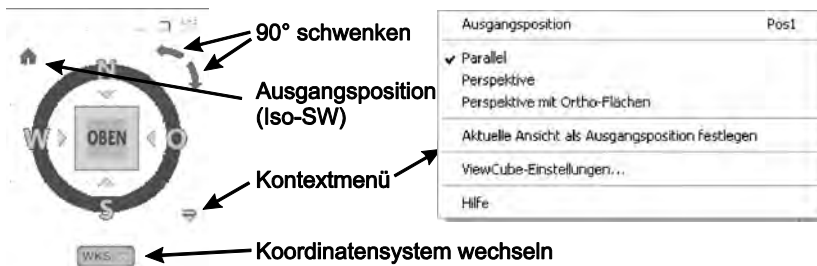 90° schwenken
Ausgangsposition
(Iso-SW)
Kontextmenü
Koordinatensystem wechseln
N
W
OBEN
O
S
WKS
Ausgangsposition Pos1
Parallel
Perspektive
Perspektive mit Ortho-Flächen
Aktuelle Ansicht als Ausgangsposition festlegen
ViewCube-Einstellungen...
Hilfe